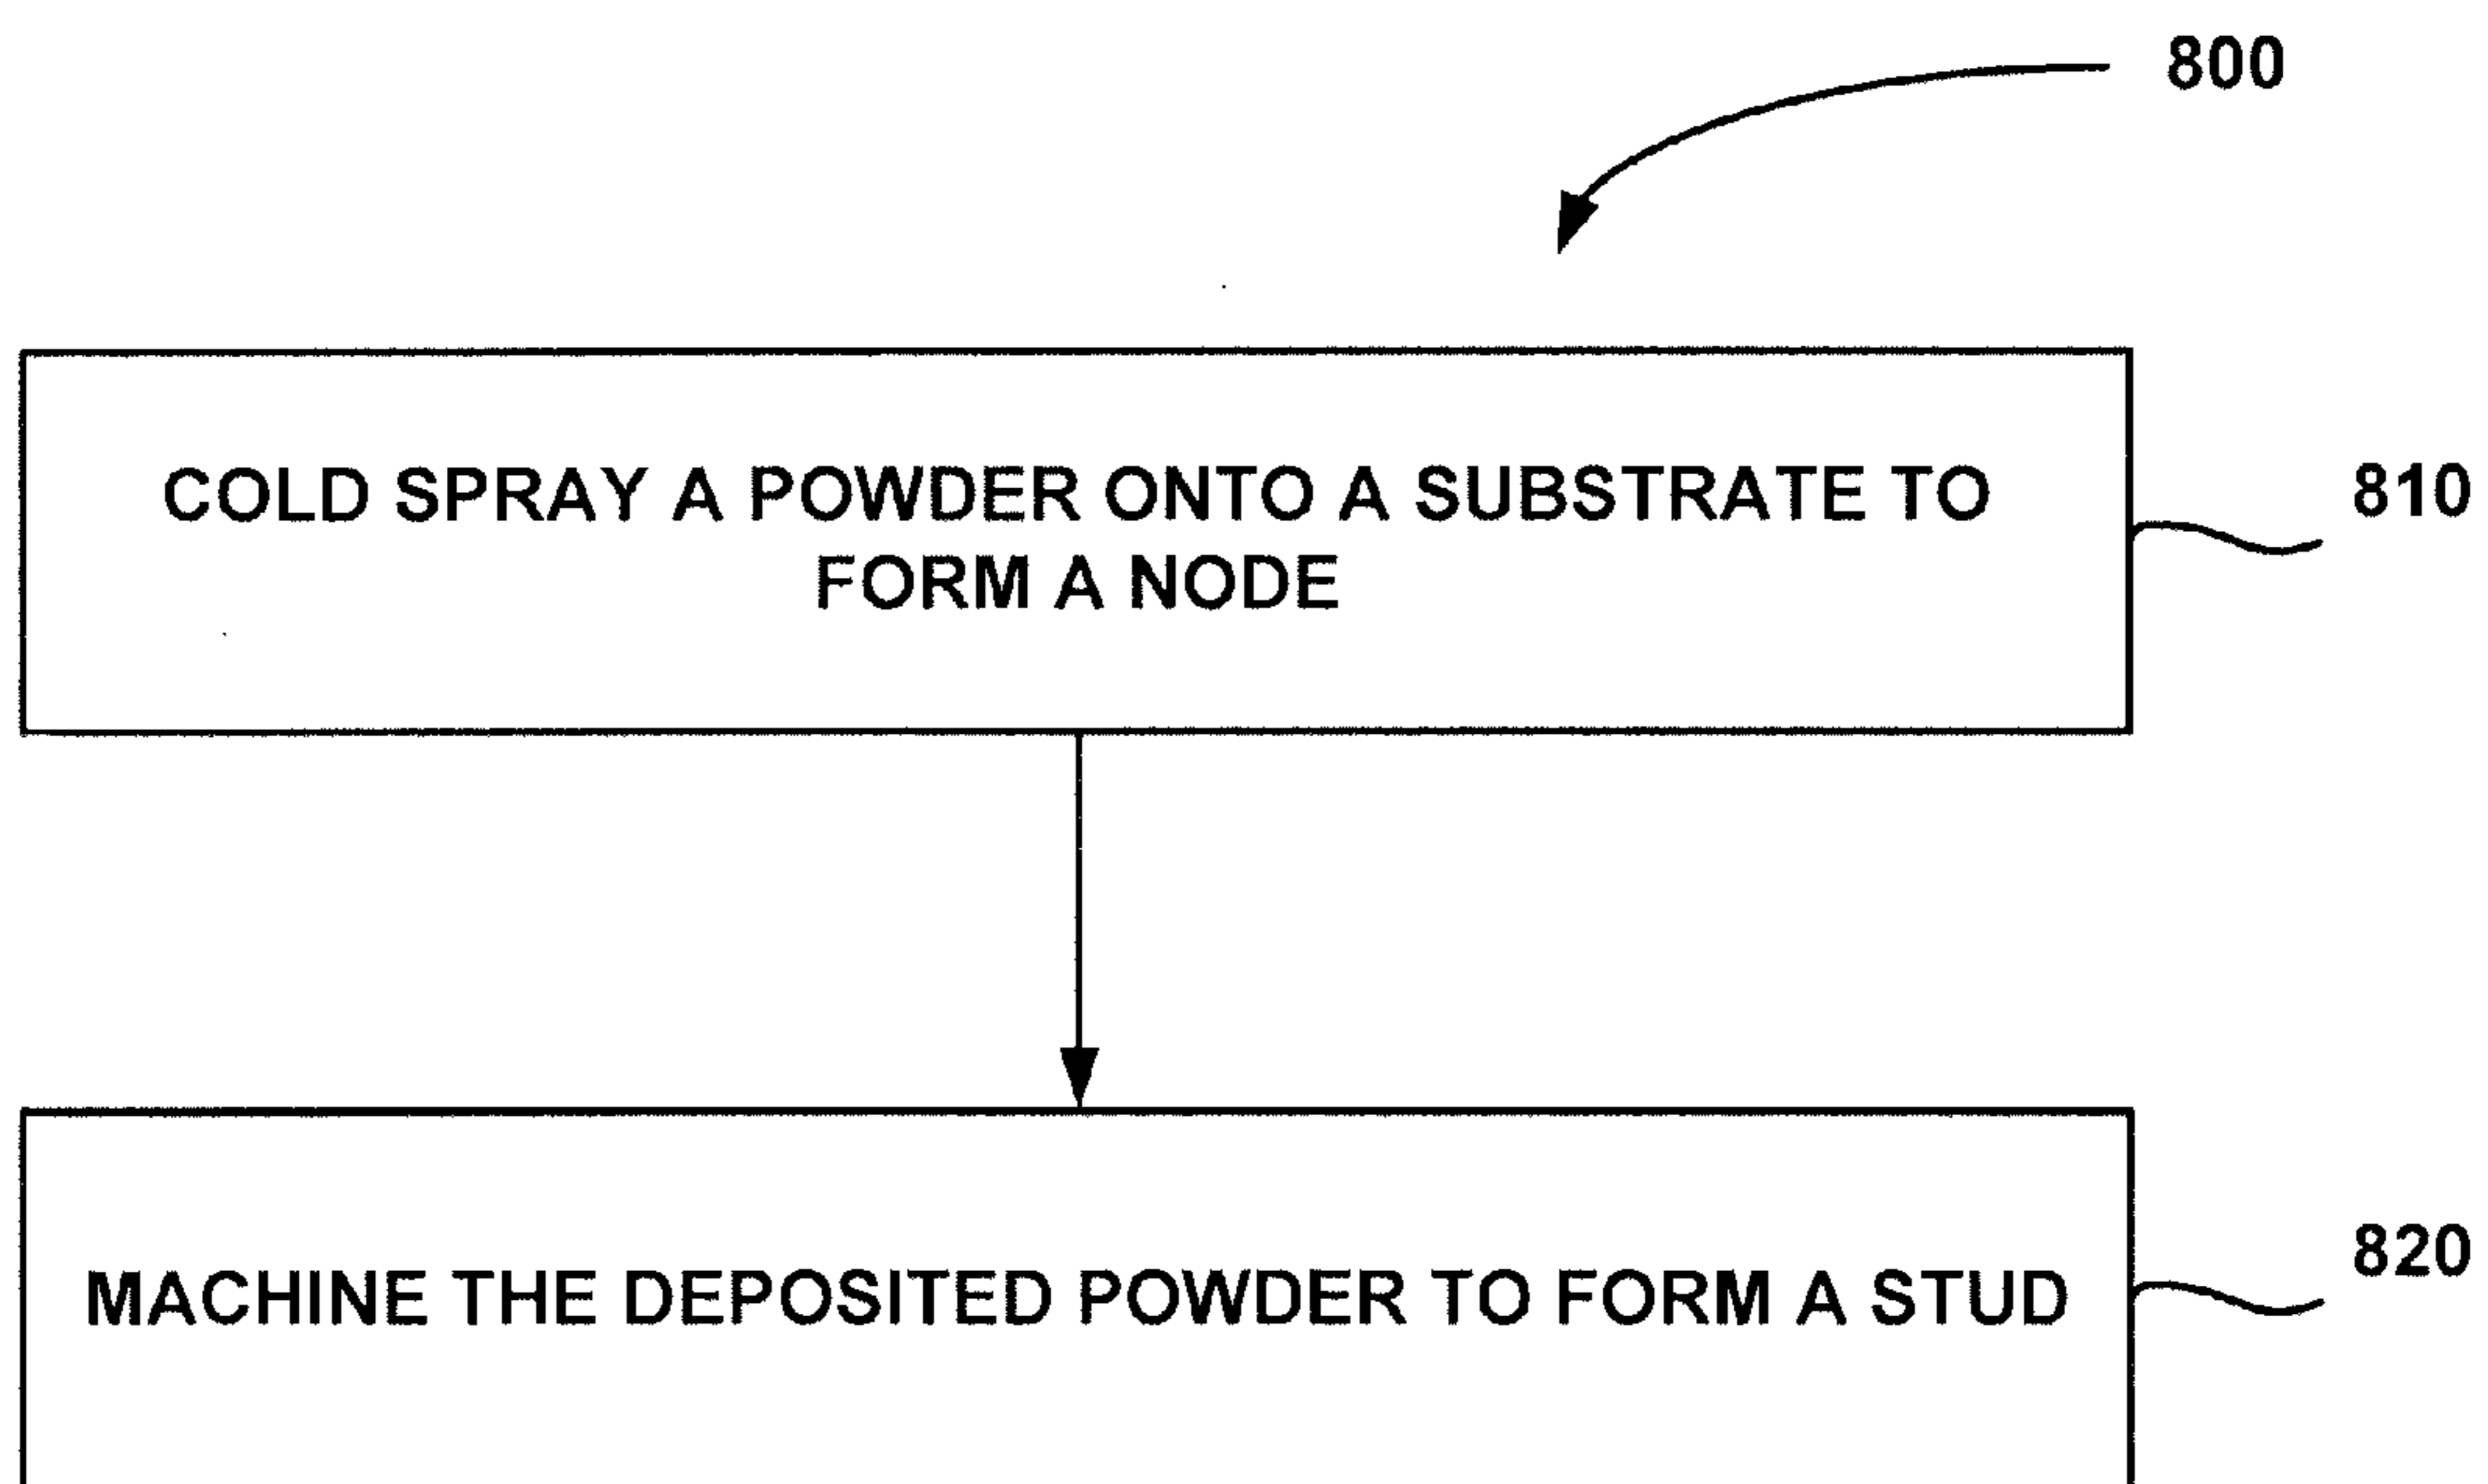 800
COLD SPRAY A POWDER ONTO A SUBSTRATE TO
FORM A NODE
810
MACHINE THE DEPOSITED POWDER TO FORM A STUD
820